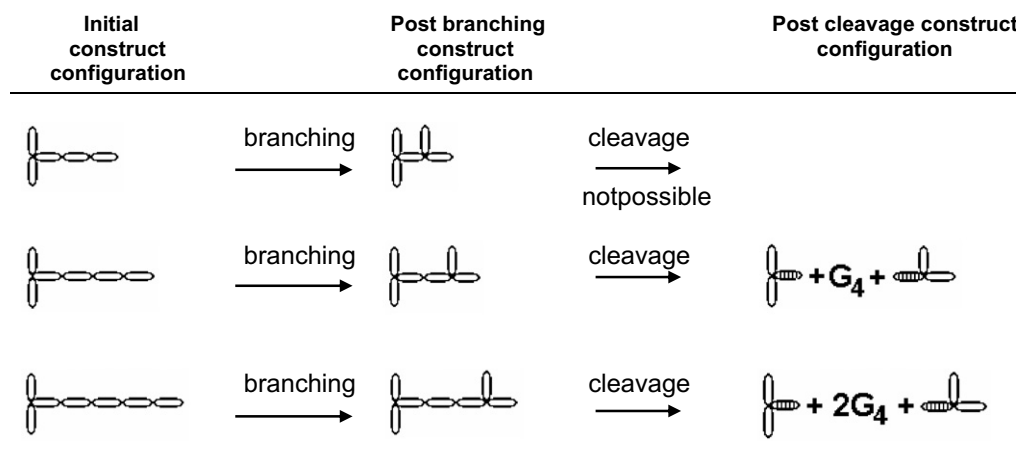 Initial
construct
configuration
Post branching
construct
configuration
Post cleavage construct
configuration
branching
cleavage
notpossible
branching
cleavage
+ G4 +
branching
cleavage
+ 2G4 +